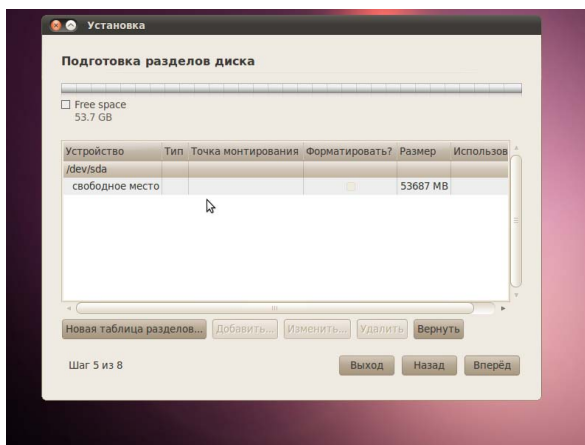 Установка
Подготовка разделов диска
Free space
53.7 GB
Устройство Тип Точка монтирования Форматировать? Размер Использов
/dev/sda
свободное место 53687 MB
Новая таблица разделов... Добавить... Изменить... Удалить Вернуть
Шаг 5 из 8 Выход Назад Вперёд